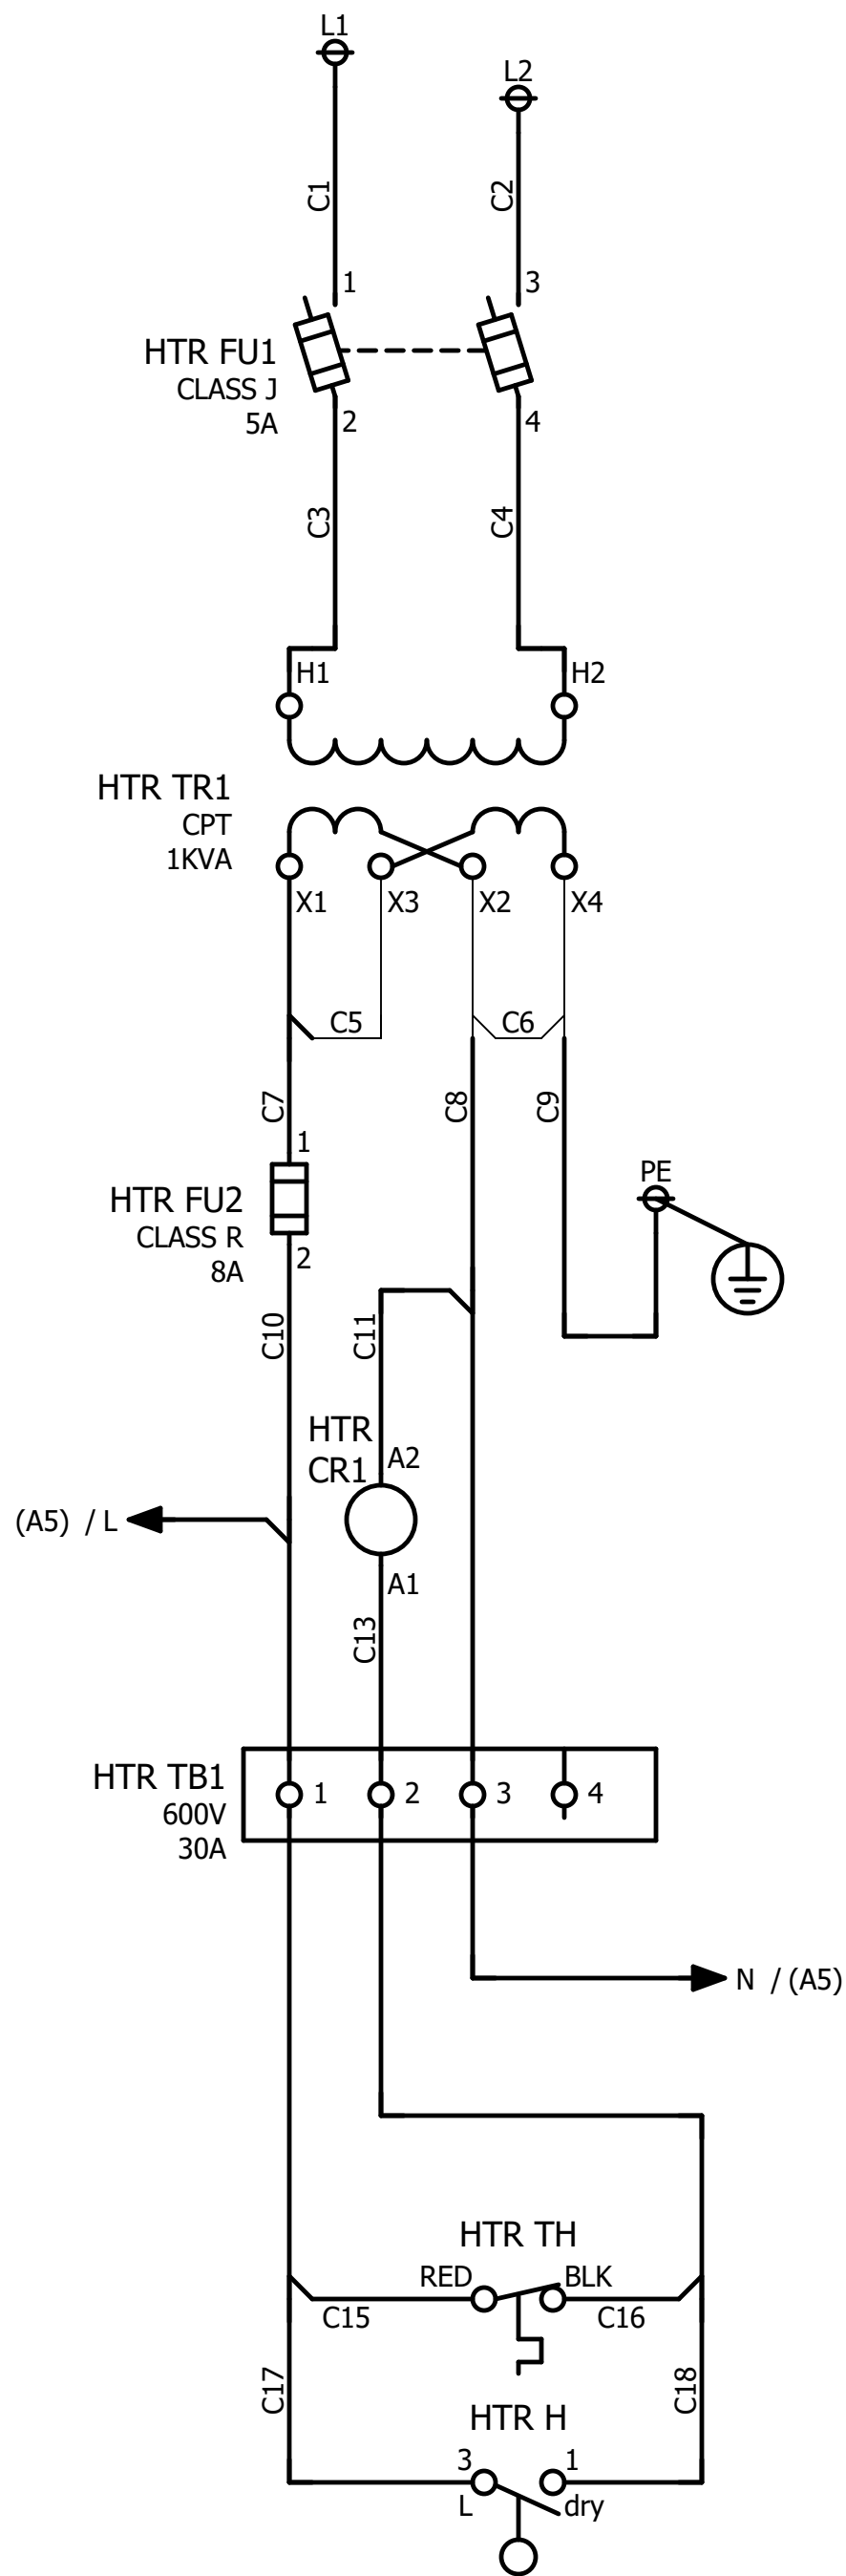 L1
L2
C1
C2
1
3
HTR FU1
CLASS J
5A
2
4
C3
C4
H1
H2
HTR TR1
CPT
1KVA
X1
X3
X2
X4
C5
C6
C7
C8
C9
1
PE
HTR FU2
CLASS R
8A
2
C10
C11
HTR
CR1
A2
(A5) / L
A1
C13
HTR TB1
600V
30A
1
2
3
4
N / (A5)
HTR TH
RED
BLK
C15
C16
C17
C18
HTR H
3
1
L
dry